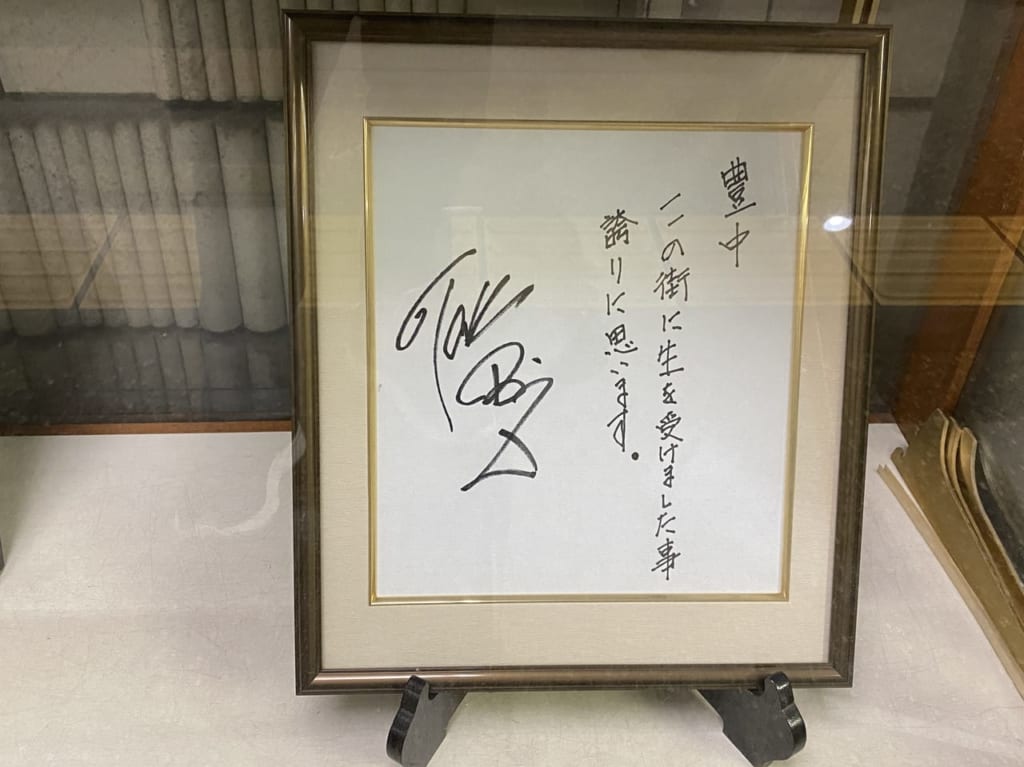 豊中
この街に生を受けました事
誇りに思います。